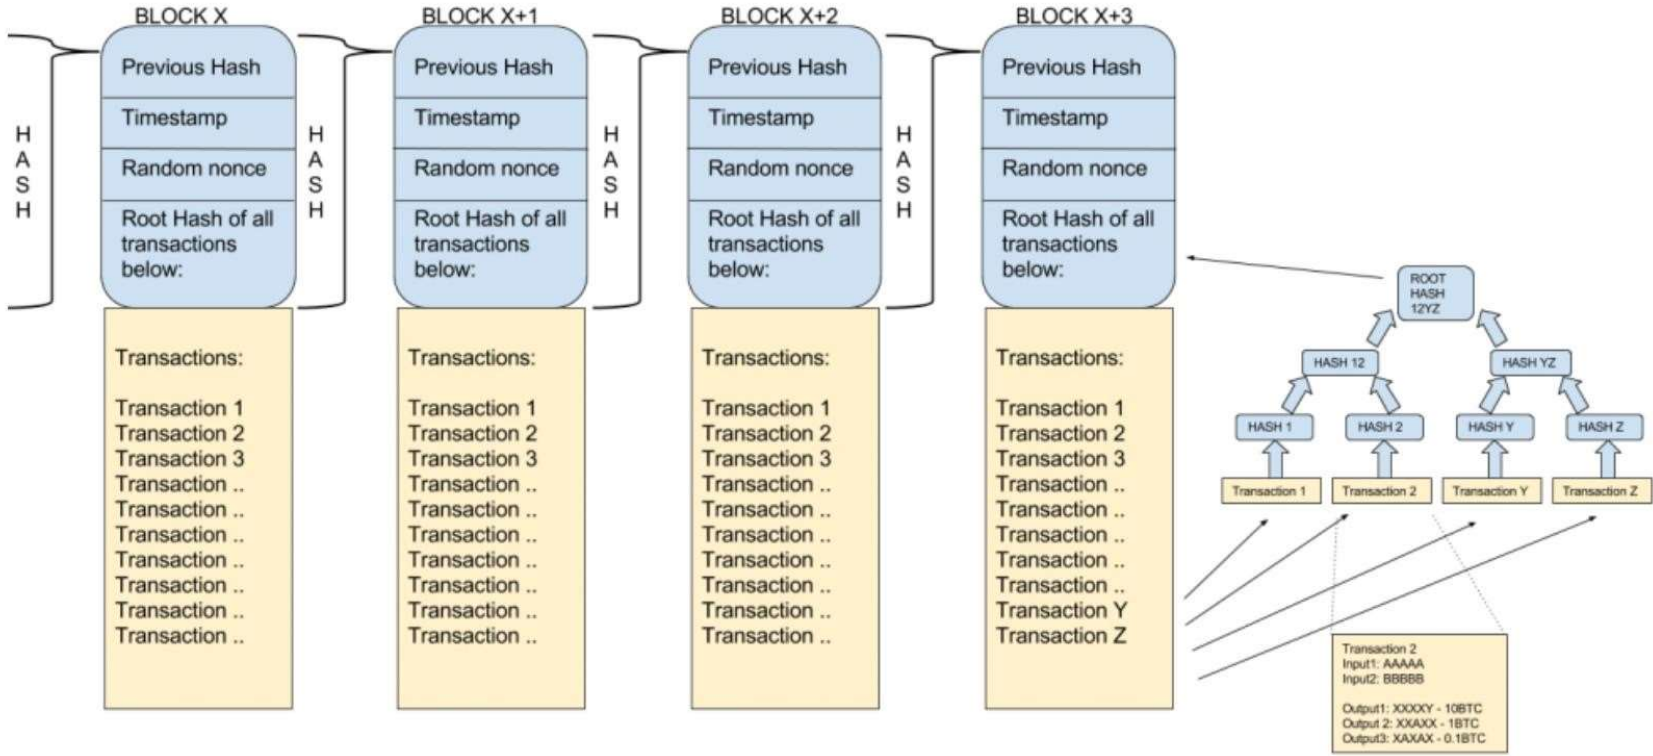 BLOCK X
Previous Hash
Timestamp
Random nonce
Root Hash of all
transactions
below:
Transactions:
Transaction 1
Transaction 2
Transaction 3
Transaction ..
Transaction ..
Transaction ..
Transaction ..
Transaction ..
Transaction ..
Transaction ..
HASH
BLOCK X+1
Previous Hash
Timestamp
Random nonce
Root Hash of all
transactions
below:
Transactions:
Transaction 1
Transaction 2
Transaction 3
Transaction ..
Transaction ..
Transaction ..
Transaction ..
Transaction ..
Transaction ..
Transaction ..
HASH
BLOCK X+2
Previous Hash
Timestamp
Random nonce
Root Hash of all
transactions
below:
Transactions:
Transaction 1
Transaction 2
Transaction 3
Transaction ..
Transaction ..
Transaction ..
Transaction ..
Transaction ..
Transaction ..
Transaction ..
HASH
BLOCK X+3
Previous Hash
Timestamp
Random nonce
Root Hash of all
transactions
below:
Transactions:
Transaction 1
Transaction 2
Transaction 3
Transaction ..
Transaction ..
Transaction ..
Transaction ..
Transaction ..
Transaction Y
Transaction Z
HASH
ROOT
HASH
12YZ
HASH 12
HASH YZ
HASH 1
HASH 2
HASH Y
HASH Z
Transaction 1
Transaction 2
Transaction Y
Transaction Z
Transaction 2
Input1: AAAAA
Input2: BBBBB
Output1: XXXXY - 10BTC
Output 2: XXAXX - 1BTC
Output3: XAXAX - 0.1BTC